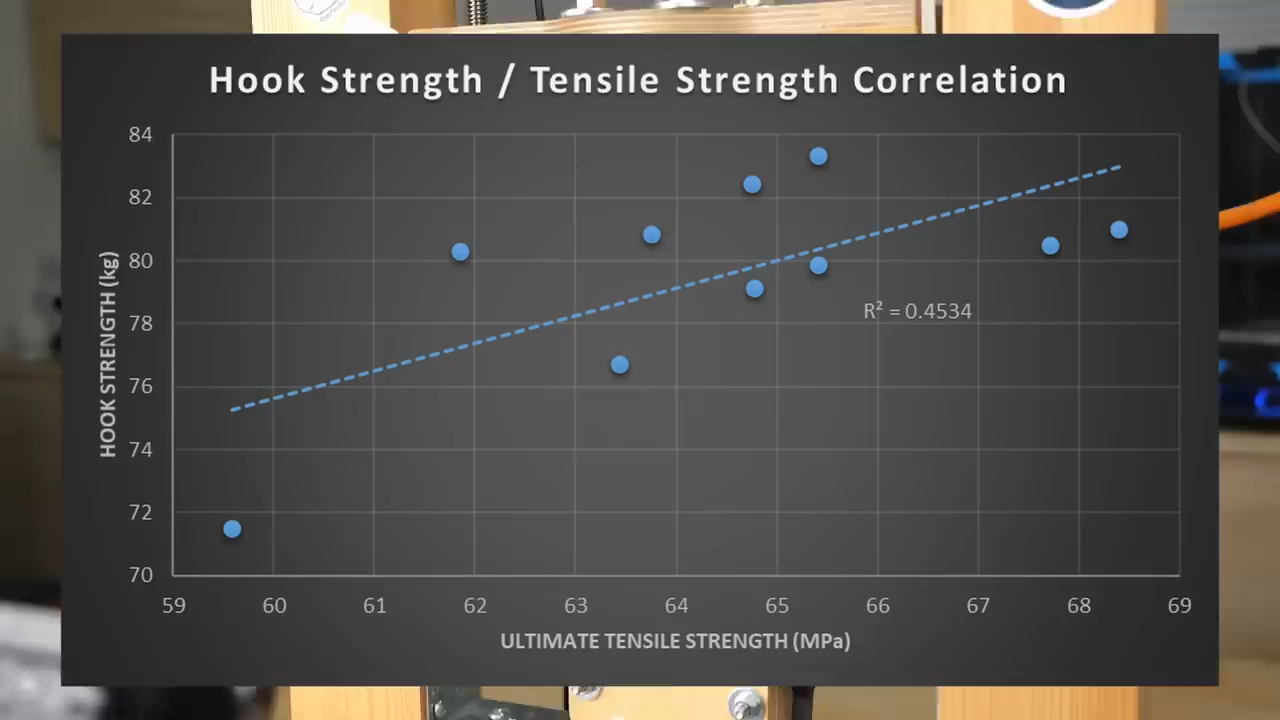 Hook Strength / Tensile Strength Correlation
84
82
80
78
76
74
72
70
HOOK STRENGTH (kg)
R² = 0.4534
59 60 61 62 63 64 65 66 67 68 69
ULTIMATE TENSILE STRENGTH (MPa)